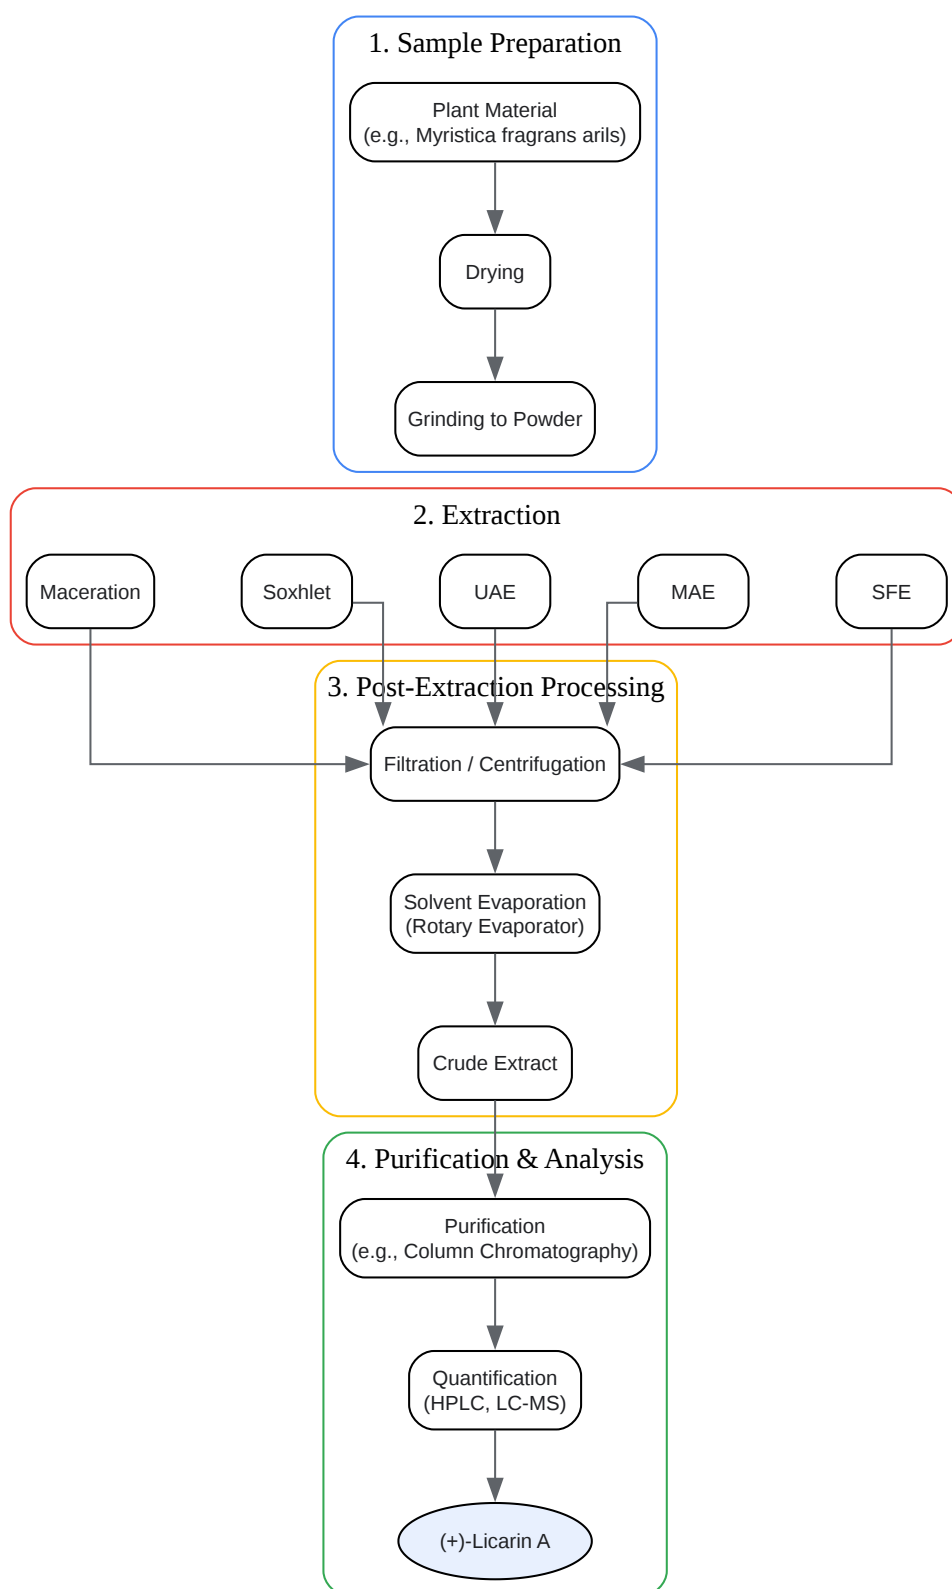 1. Sample Preparation
Plant Material
(e.g., Myristica fragrans arils)
Drying
Grinding to Powder
2. Extraction
Maceration
Soxhlet
UAE
MAE
SFE
3. Post-Extraction Processing
Filtration / Centrifugation
Solvent Evaporation
(Rotary Evaporator)
Crude Extract
4. Purification & Analysis
Purification
(e.g., Column Chromatography)
Quantification
(HPLC, LC-MS)
(+)-Licarin A